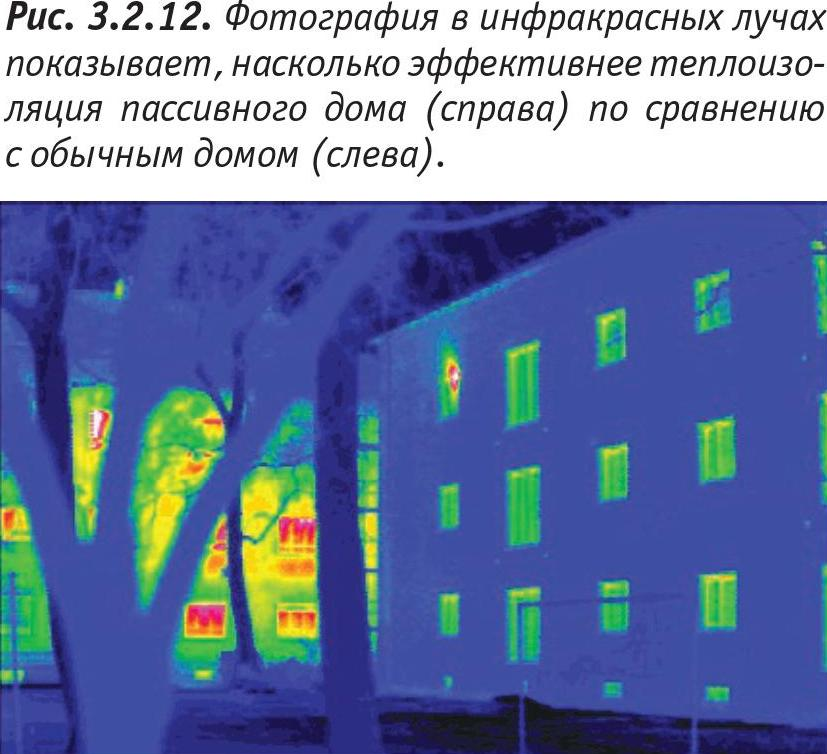 Рис. 3.2.12. Фотография в инфракрасных лучах
показывает, насколько эффективнее теплоизо-
ляция пассивного дома (справа) по сравнению
с обычным домом (слева).